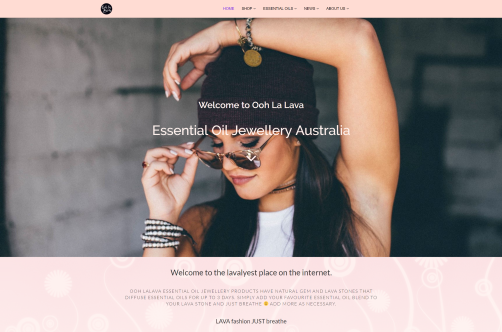 HOME SHOP ESSENTIAL OILS NEWS ABOUT US
Welcome to Ooh La Lava
Essential Oil Jewellery Australia
Welcome to the lavalyest place on the internet.
OOH LALAVA ESSENTIAL OIL JEWELLERY PRODUCTS HAVE NATURAL GEM AND LAVA STONES THAT
DIFFUSE ESSENTIAL OILS FOR UP TO 3 DAYS. SIMPLY ADD YOUR FAVOURITE ESSENTIAL OIL BLEND TO
YOUR LAVA STONE AND JUST BREATHE 😌 ADD MORE AS NECESSARY.
LAVA fashion JUST breathe